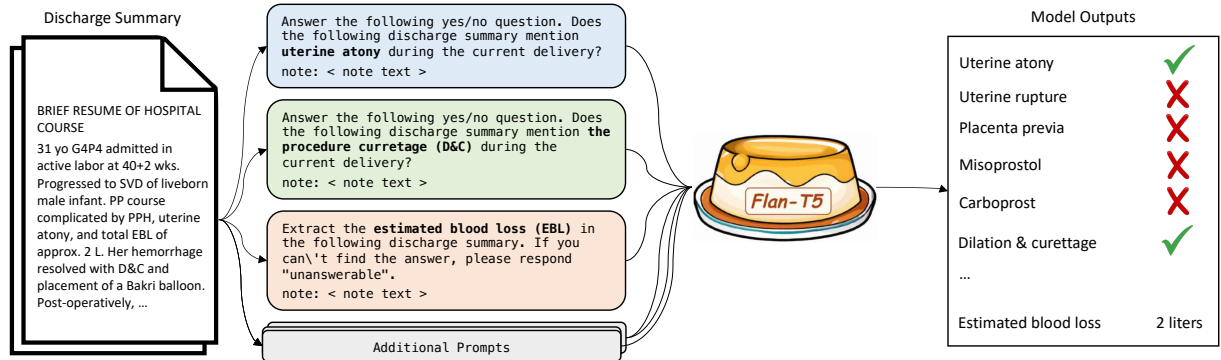 Discharge Summary
BRIEF RESUME OF HOSPITAL
COURSE
31 yo G4P4 admitted in
active labor at 40+2 wks.
Progressed to SVD of liveborn
male infant. PP course
complicated by PPH, uterine
atony, and total EBL of
approx. 2 L. Her hemorrhage
resolved with D&C and
placement of a Bakri balloon.
Post-operatively, ...
Answer the following yes/no question. Does
the following discharge summary mention
uterine atony during the current delivery?
note: < note text >
Answer the following yes/no question. Does
the following discharge summary mention the
procedure curretage (D&C) during the
current delivery?
note: < note text >
Extract the estimated blood loss (EBL) in
the following discharge summary. If you
can\'t find the answer, please respond
"unanswerable".
note: < note text >
Additional Prompts
Flan-T5
Model Outputs
Uterine atony
Uterine rupture
Placenta previa
Misoprostol
Carboprost
Dilation & curettage
...
Estimated blood loss 2 liters